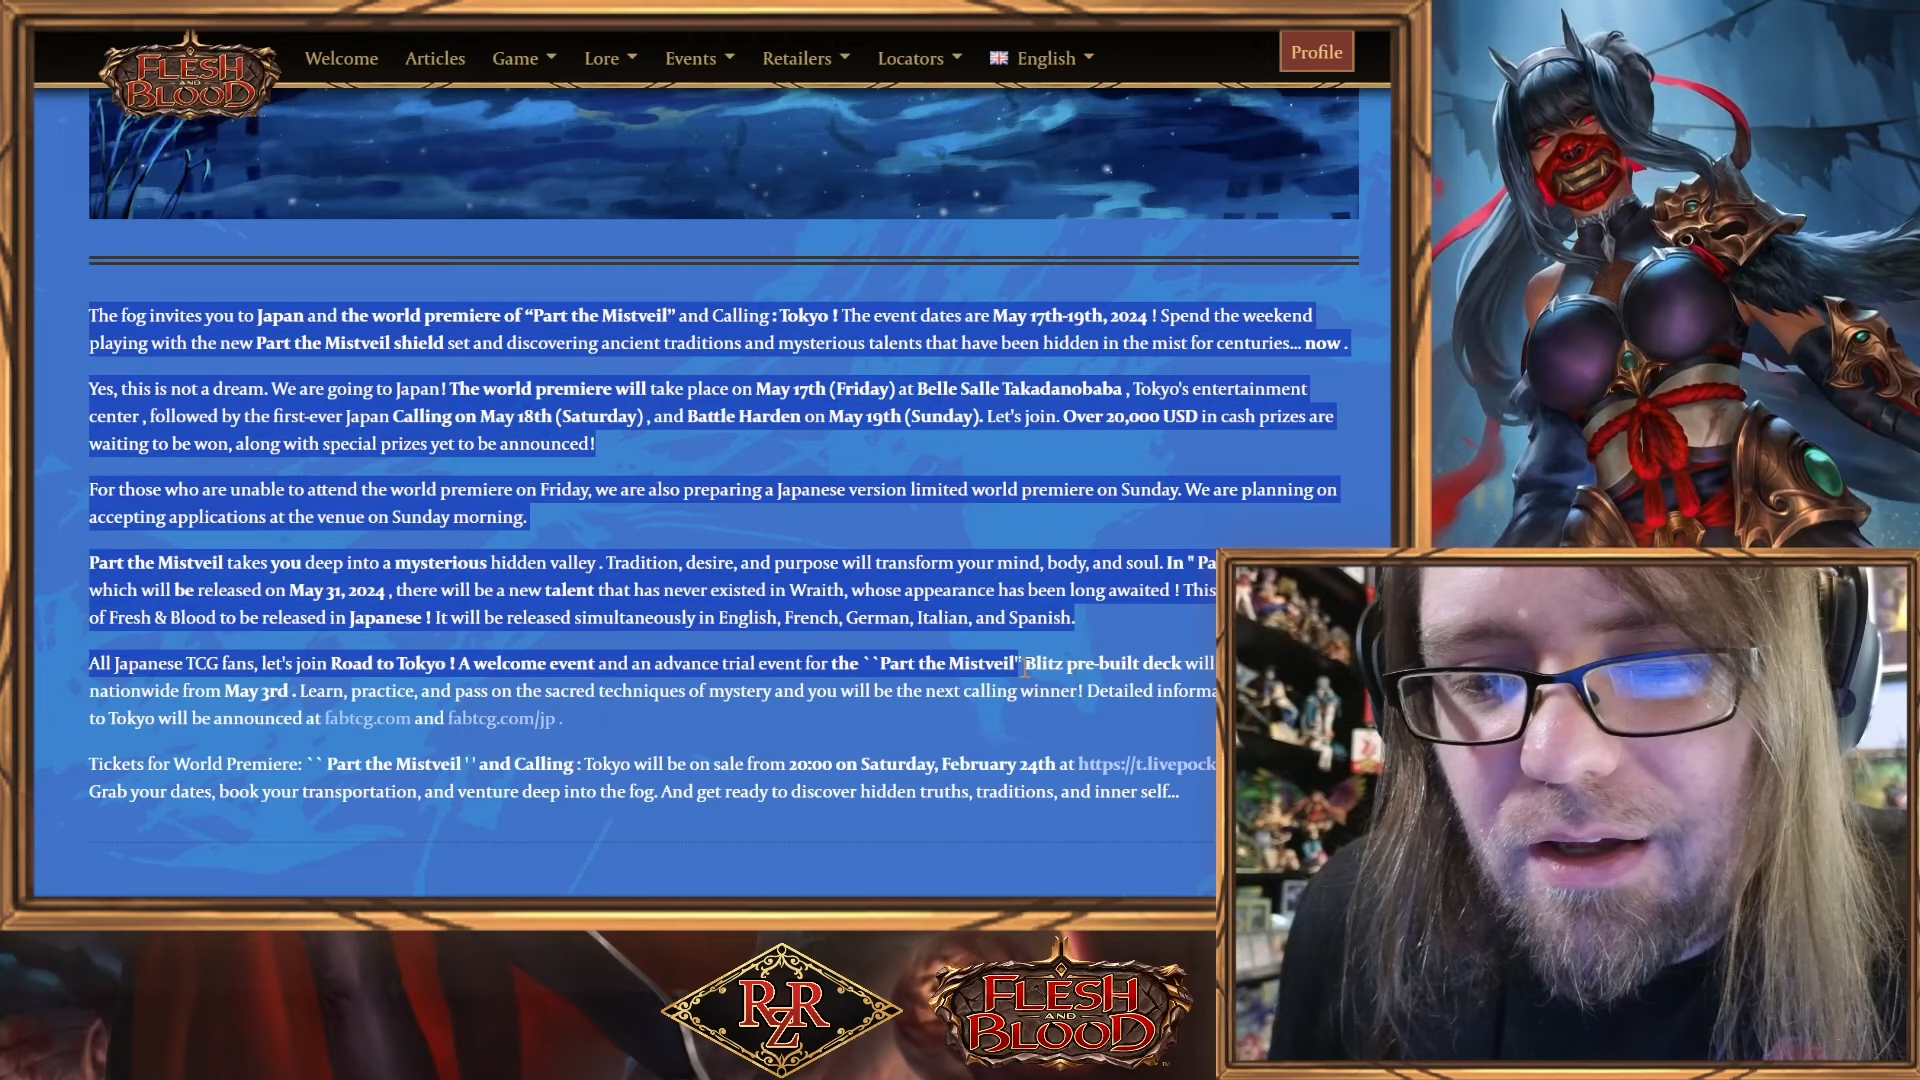 FLESH
AND
BLOOD
Welcome
Articles
Game
Lore
Events
Retailers
Locators
English
Profile
The fog invites you to Japan and the world premiere of “Part the Mistveil” and Calling : Tokyo ! The event dates are May 17th-19th, 2024 ! Spend the weekend
playing with the new Part the Mistveil shield set and discovering ancient traditions and mysterious talents that have been hidden in the mist for centuries... now .
Yes, this is not a dream. We are going to Japan! The world premiere will take place on May 17th (Friday) at Belle Salle Takadanobaba , Tokyo's entertainment
center , followed by the first-ever Japan Calling on May 18th (Saturday) , and Battle Harden on May 19th (Sunday). Let's join. Over 20,000 USD in cash prizes are
waiting to be won, along with special prizes yet to be announced!
For those who are unable to attend the world premiere on Friday, we are also preparing a Japanese version limited world premiere on Sunday. We are planning on
accepting applications at the venue on Sunday morning.
Part the Mistveil takes you deep into a mysterious hidden valley . Tradition, desire, and purpose will transform your mind, body, and soul. In " Pa
which will be released on May 31, 2024 , there will be a new talent that has never existed in Wraith, whose appearance has been long awaited ! This
of Fresh & Blood to be released in Japanese ! It will be released simultaneously in English, French, German, Italian, and Spanish.
All Japanese TCG fans, let's join Road to Tokyo ! A welcome event and an advance trial event for the ``Part the Mistveil'' Blitz pre-built deck will
nationwide from May 3rd . Learn, practice, and pass on the sacred techniques of mystery and you will be the next calling winner! Detailed informa
to Tokyo will be announced at fabtcg.com and fabtcg.com/jp .
Tickets for World Premiere: `` Part the Mistveil '' and Calling : Tokyo will be on sale from 20:00 on Saturday, February 24th at https://t.livepock
Grab your dates, book your transportation, and venture deep into the fog. And get ready to discover hidden truths, traditions, and inner self...
RZR
FLESH
AND
BLOOD